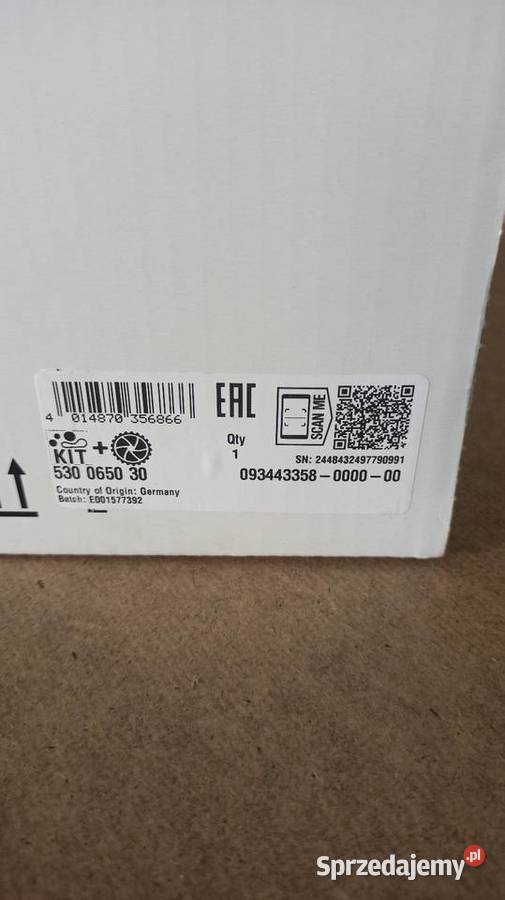 4 014870 356866
EAC
SCAN ME
KIT +
Qty
1
SN: 2448432497790991
530 0650 30
093443358-0000-00
Country of Origin: Germany
Batch: E001577392
Sprzedajemy.pl